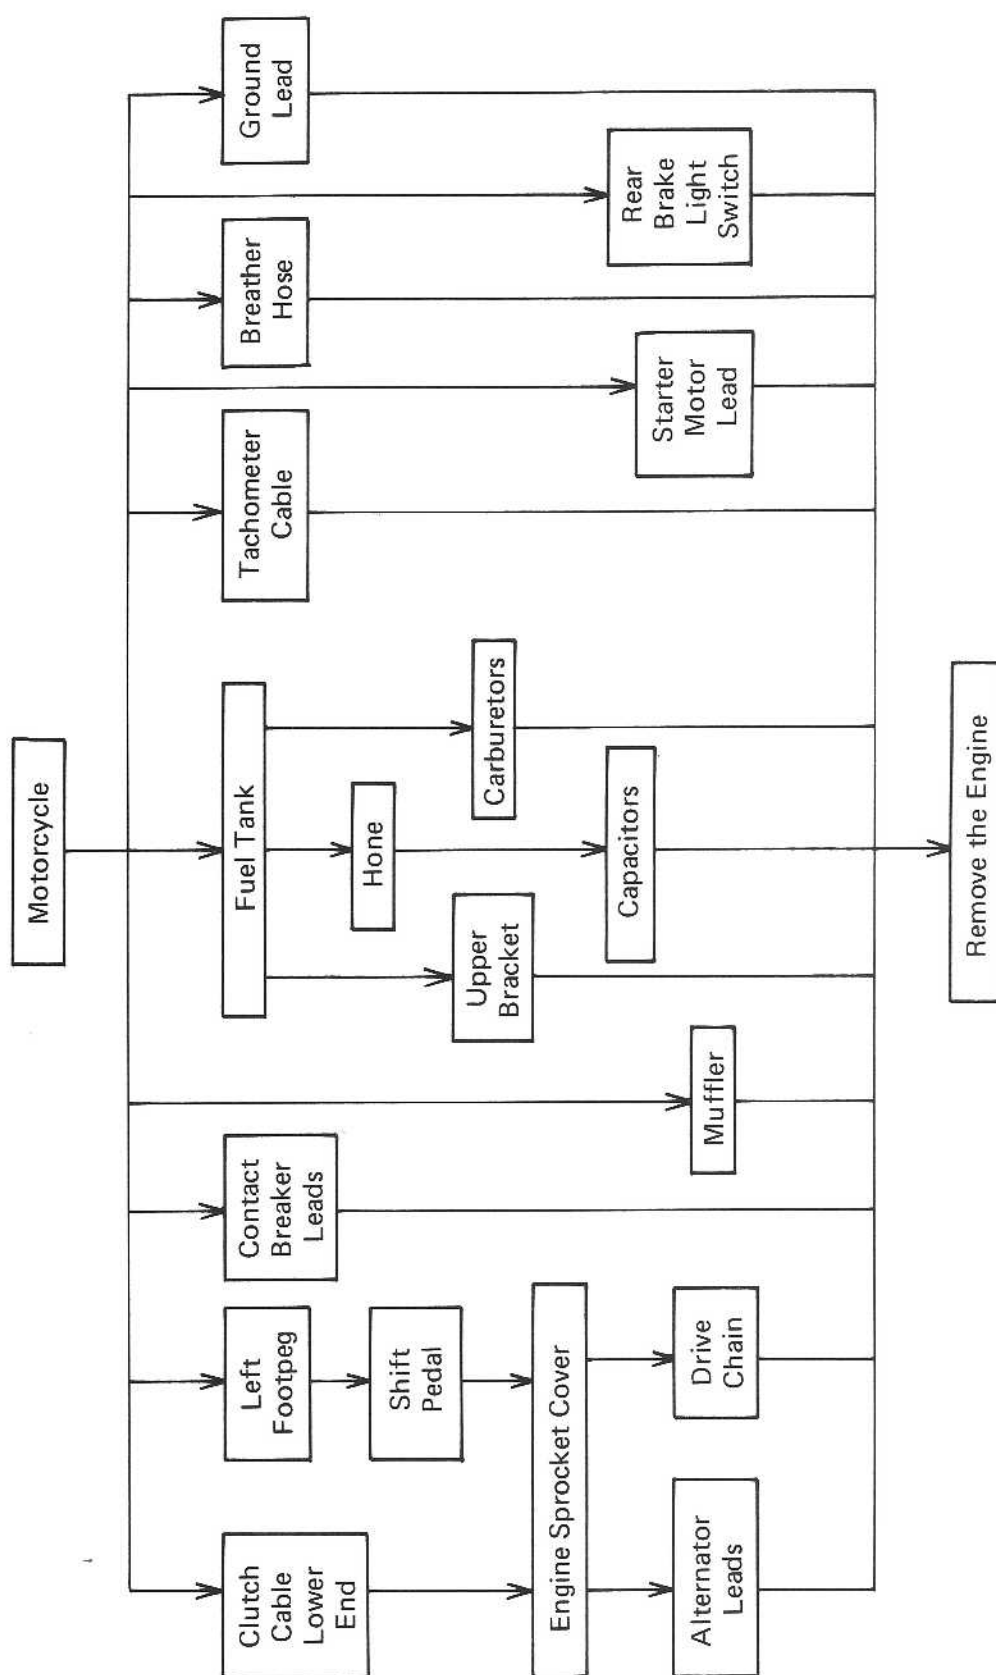 Motorcycle
Clutch
Cable
Lower
End
Left
Footpeg
Contact
Breaker
Leads
Fuel Tank
Tachometer
Cable
Breather
Hose
Ground
Lead
Shift
Pedal
Hone
Upper
Bracket
Carburetors
Engine Sprocket Cover
Capacitors
Starter
Motor
Lead
Rear
Brake
Light
Switch
Alternator
Leads
Drive
Chain
Muffler
Remove the Engine